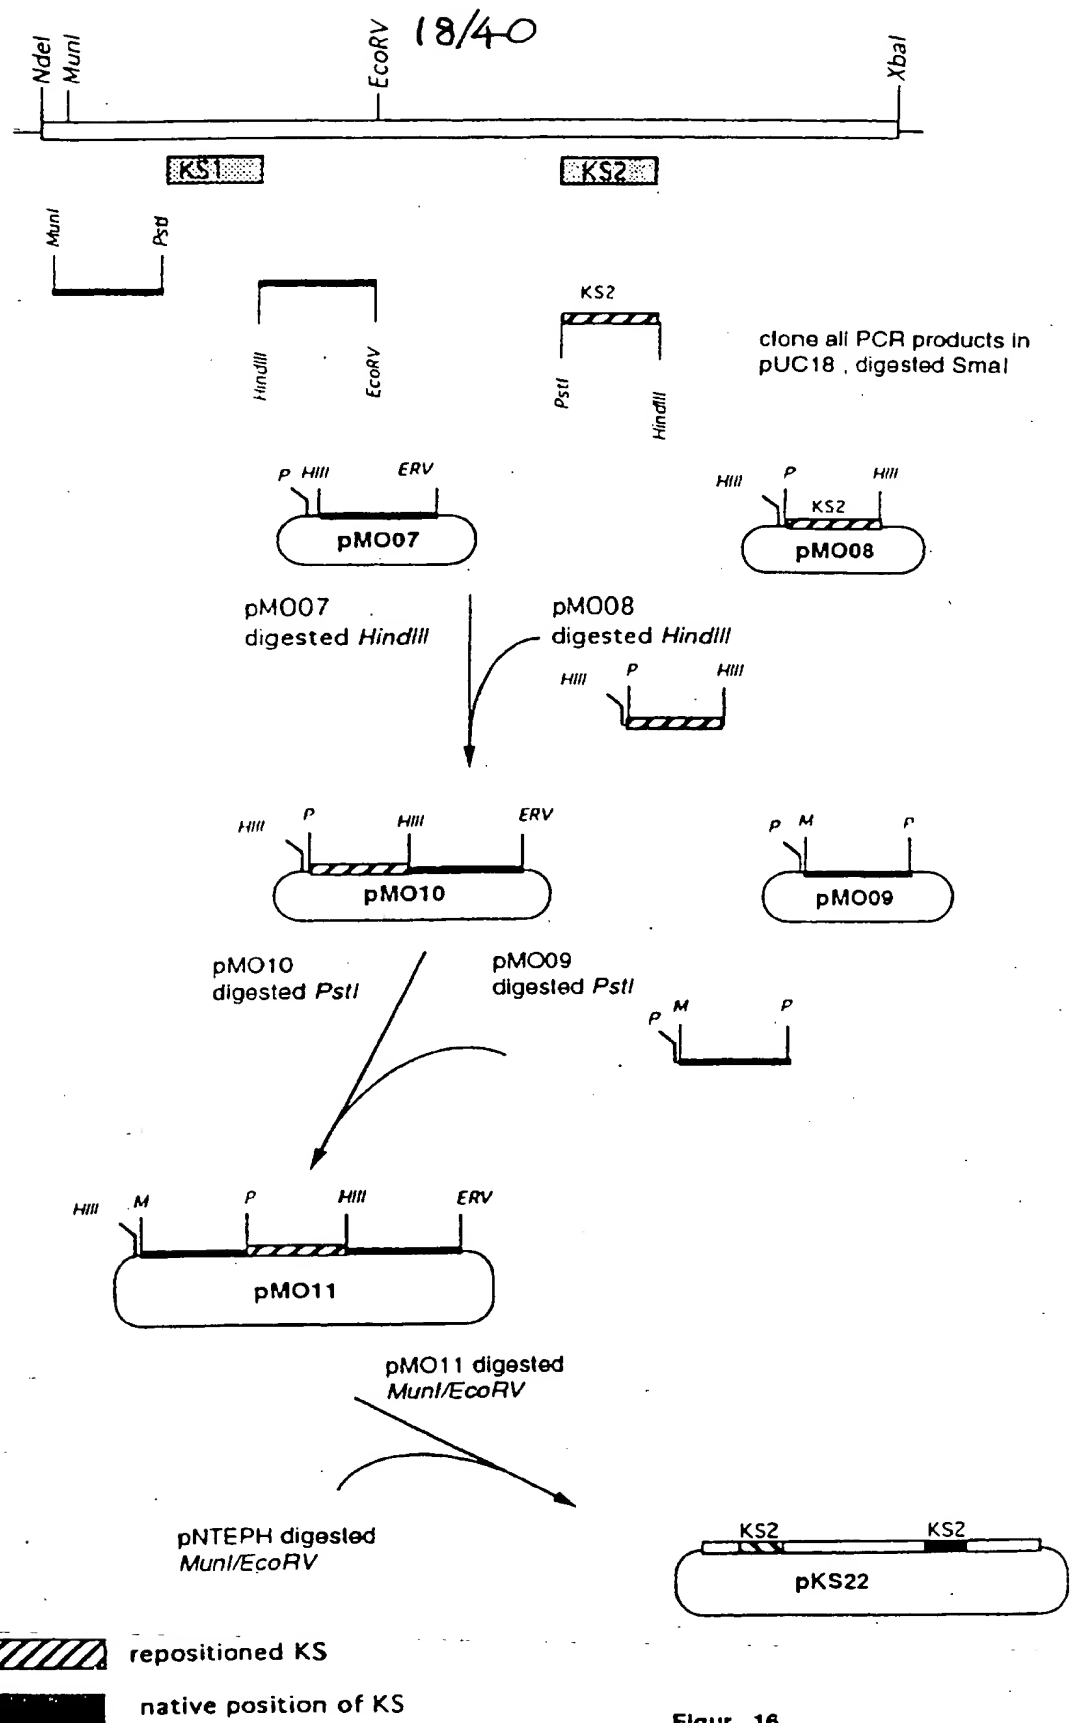 18/40
NdeI
MunI
EcoRV
XbaI
KS1
KS2
MunI
PstI
HindIII
EcoRV
KS2
PstI
HindIII
clone all PCR products in
pUC18 , digested SmaI
P HIII ERV
pMO07
HIII P HIII
KS2
pMO08
pMO07
digested HindIII
pMO08
digested HindIII
HIII P HIII
HIII P HIII ERV
pMO10
P M P
pMO09
pMO10
digested PstI
pMO09
digested PstI
P M P
HIII M P HIII ERV
pMO11
pMO11 digested
MunI/EcoRV
pNTEPH digested
MunI/EcoRV
KS2 KS2
pKS22
repositioned KS
native position of KS
Figur 16